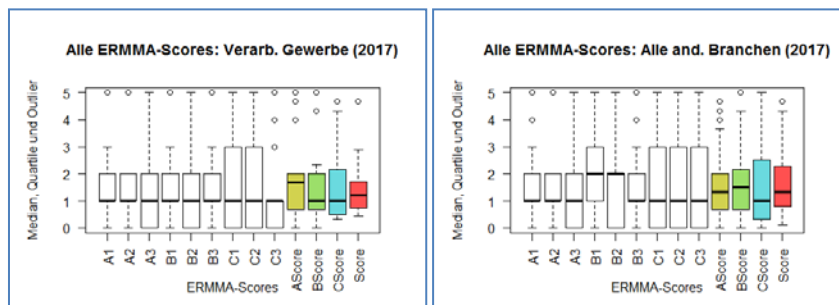 Alle ERMMA-Scores: Verarb. Gewerbe (2017)
Median, Quartile und Outlier
5
4
3
2
1
0
A1 A2 A3 B1 B2 B3 C1 C2 C3 AScore BScore CScore Score
ERMMA-Scores
Alle ERMMA-Scores: Alle and. Branchen (2017)
Median, Quartile und Outlier
5
4
3
2
1
0
A1 A2 A3 B1 B2 B3 C1 C2 C3 AScore BScore CScore Score
ERMMA-Scores